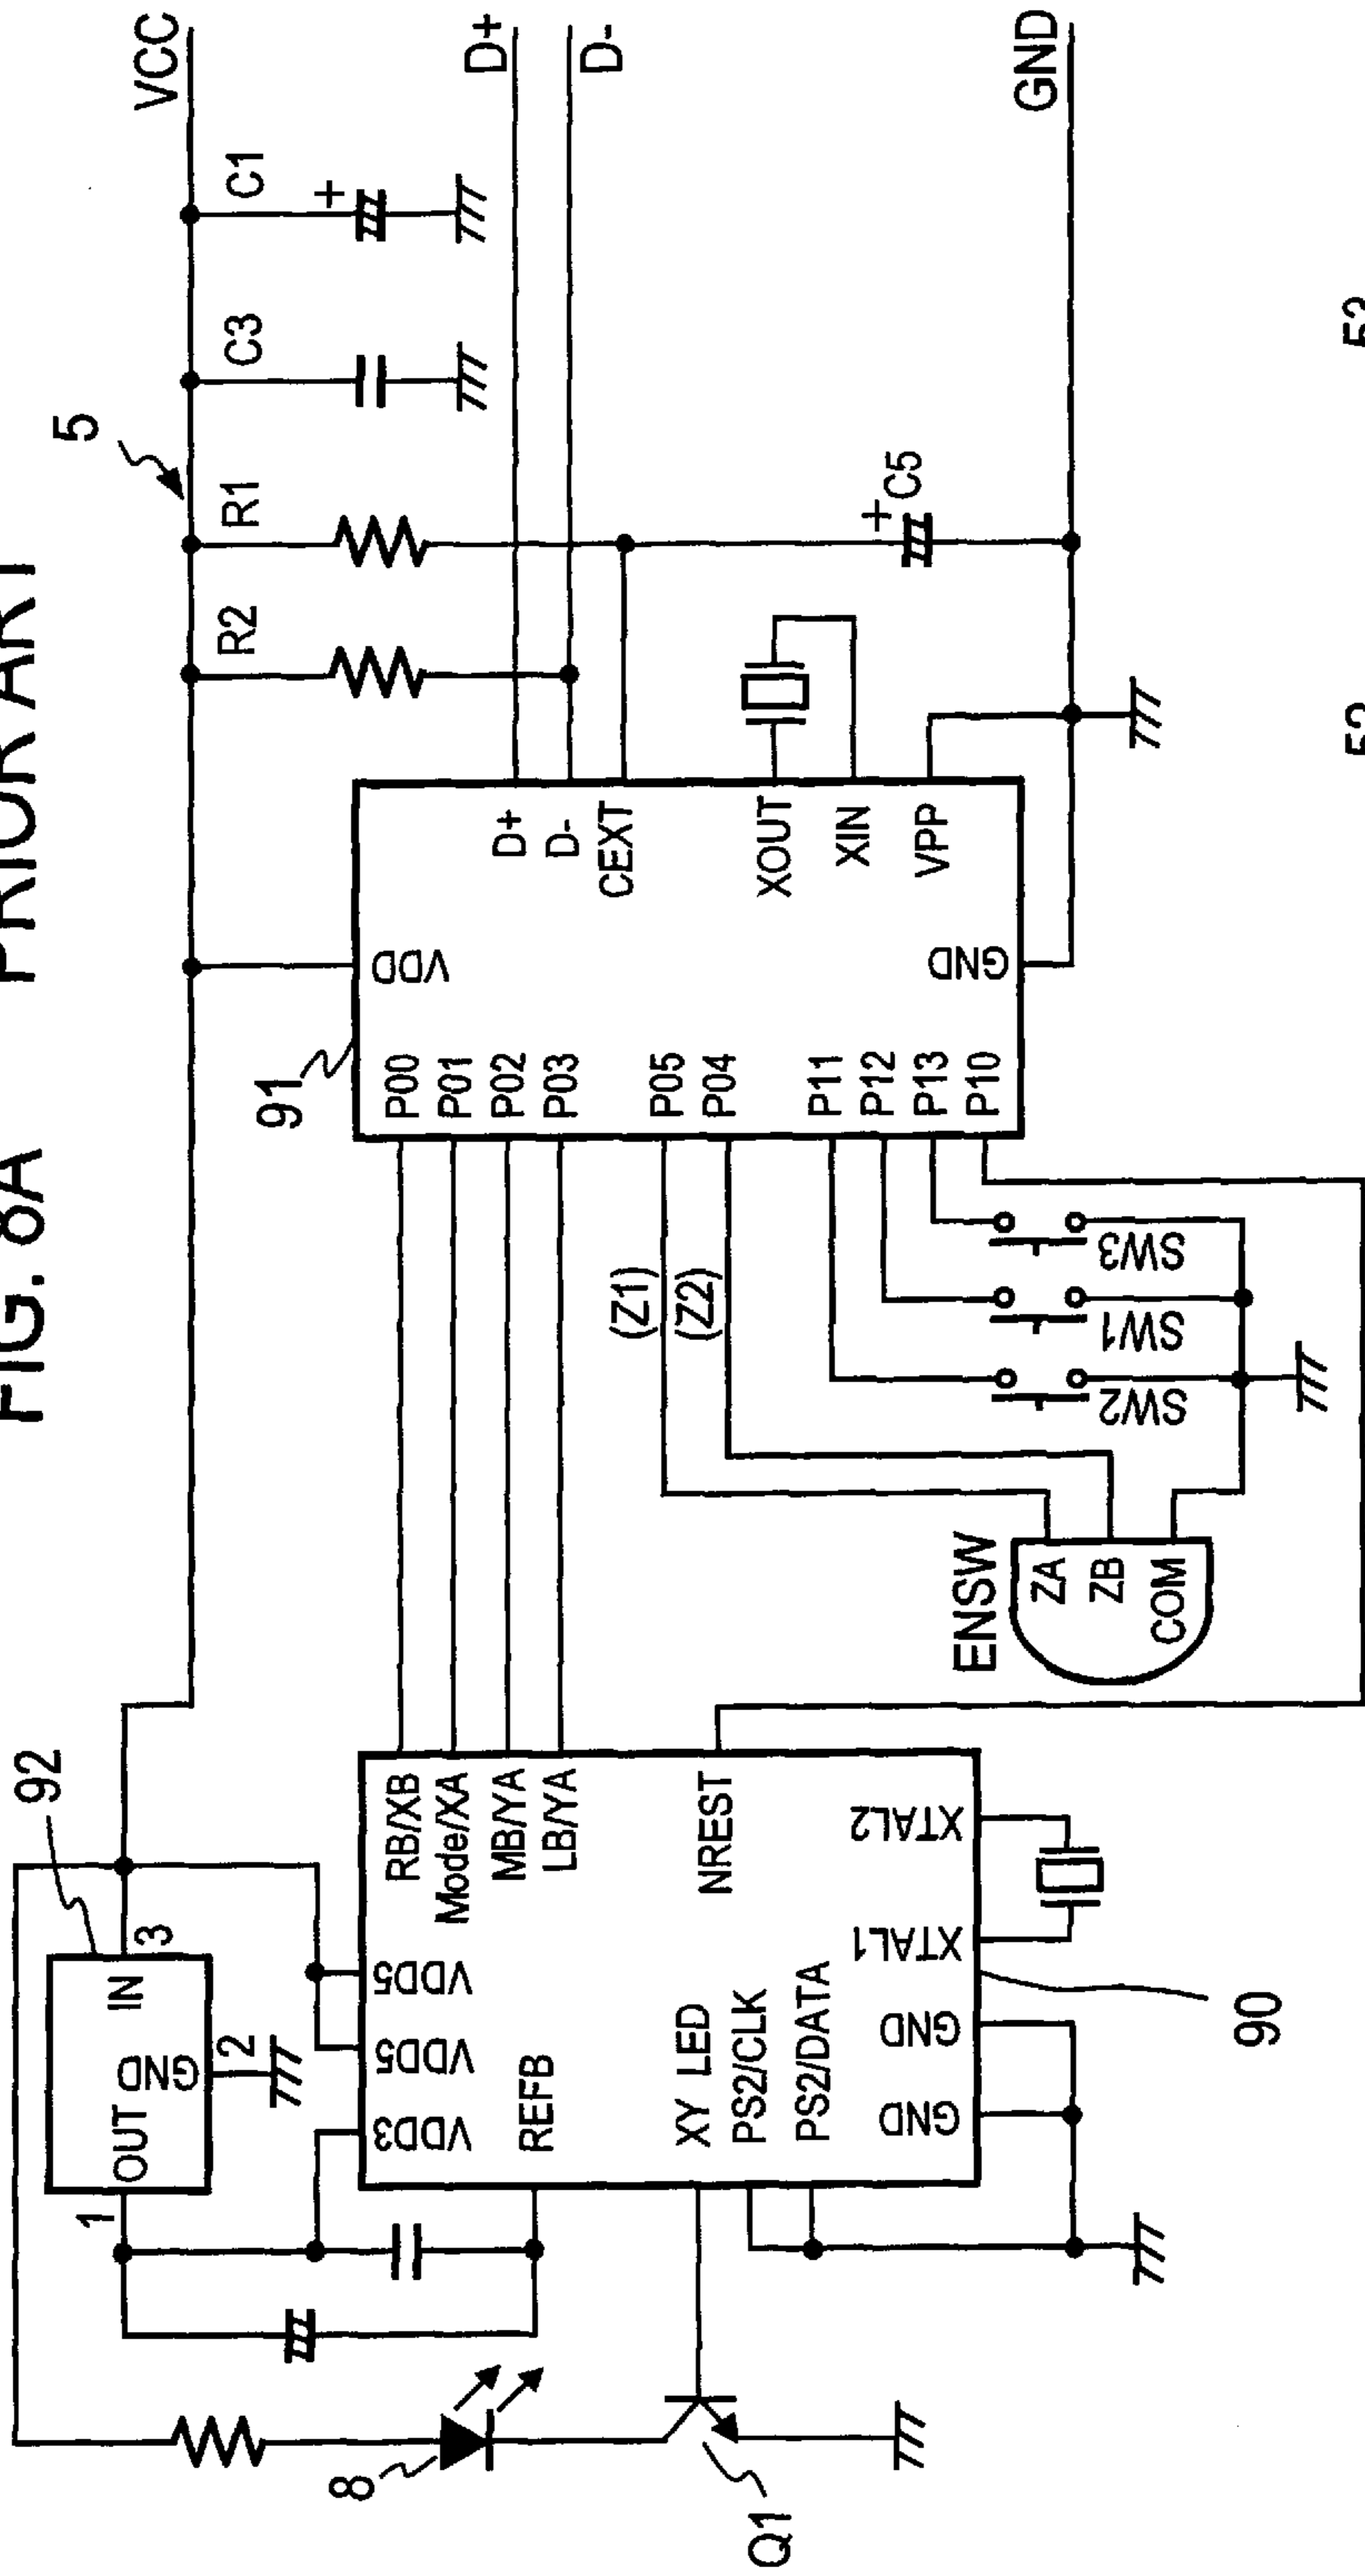 FIG. 8A PRIOR ART
5
VCC
D+
D-
GND
C1
+
C3
R1
R2
+
C5
91
VDD
D+
D-
CEXT
XOUT
XIN
VPP
GND
P00
P01
P02
P03
P05
P04
P11
P12
P13
P10
(Z1)
(Z2)
SW3
SW1
SW2
ENSW
ZA
ZB
COM
92
IN
3
GND
2
OUT
1
RB/XB
Mode/XA
MB/YA
LB/YA
NREST
VDD5
VDD5
VDD3
REFB
XY LED
PS2/CLK
PS2/DATA
XTAL2
XTAL1
GND
GND
90
8
Q1
53
52